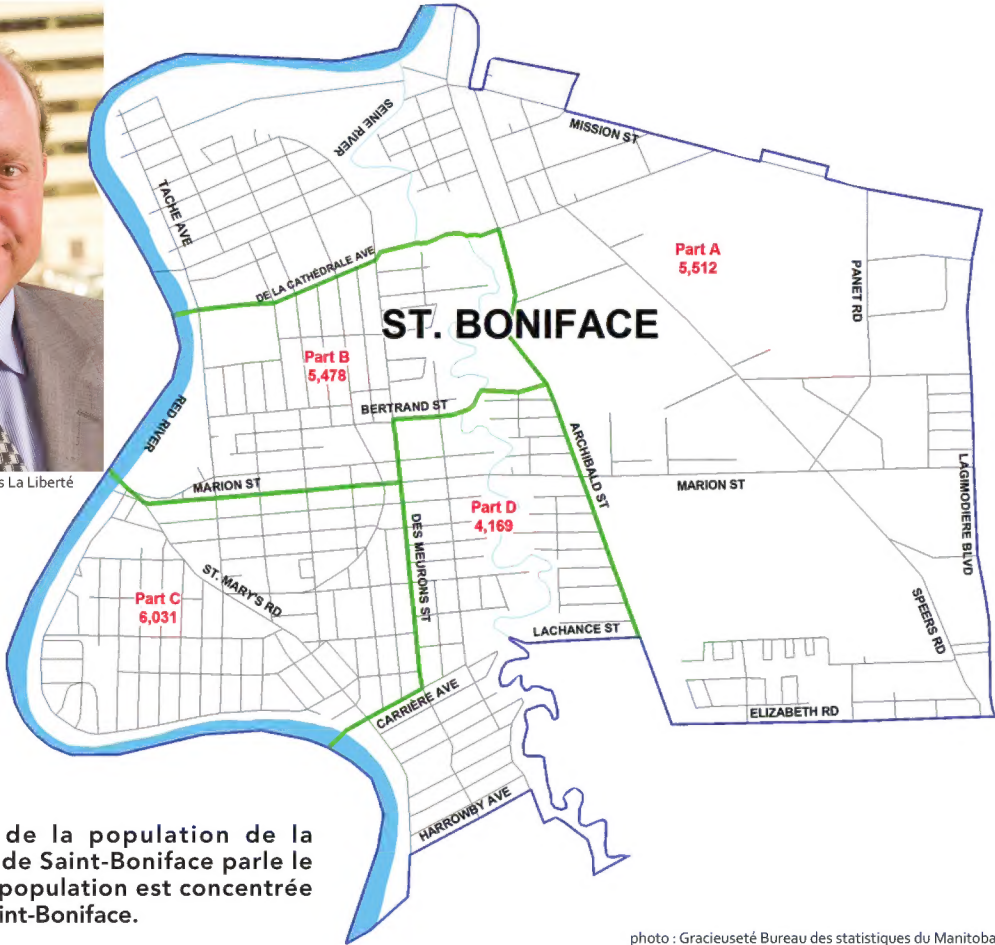 SEINE RIVER
MISSION ST
TACHE AVE
Part A
5,512
PANET RD
DE LA CATHÉDRALE AVE
ST. BONIFACE
Part B
5,478
BERTRAND ST
RED RIVER
ARCHIBALD ST
s La Liberté
MARION ST
MARION ST
LAGIMODIERE BLVD
Part D
4,169
DES MEURONS ST
ST. MARY'S RD
Part C
6,031
SPEERS RD
LACHANCE ST
CARRIÈRE AVE
ELIZABETH RD
HARROWBY AVE
de la population de la
de Saint-Boniface parle le
population est concentrée
int-Boniface.
photo : Gracieuseté Bureau des statistiques du Manitoba